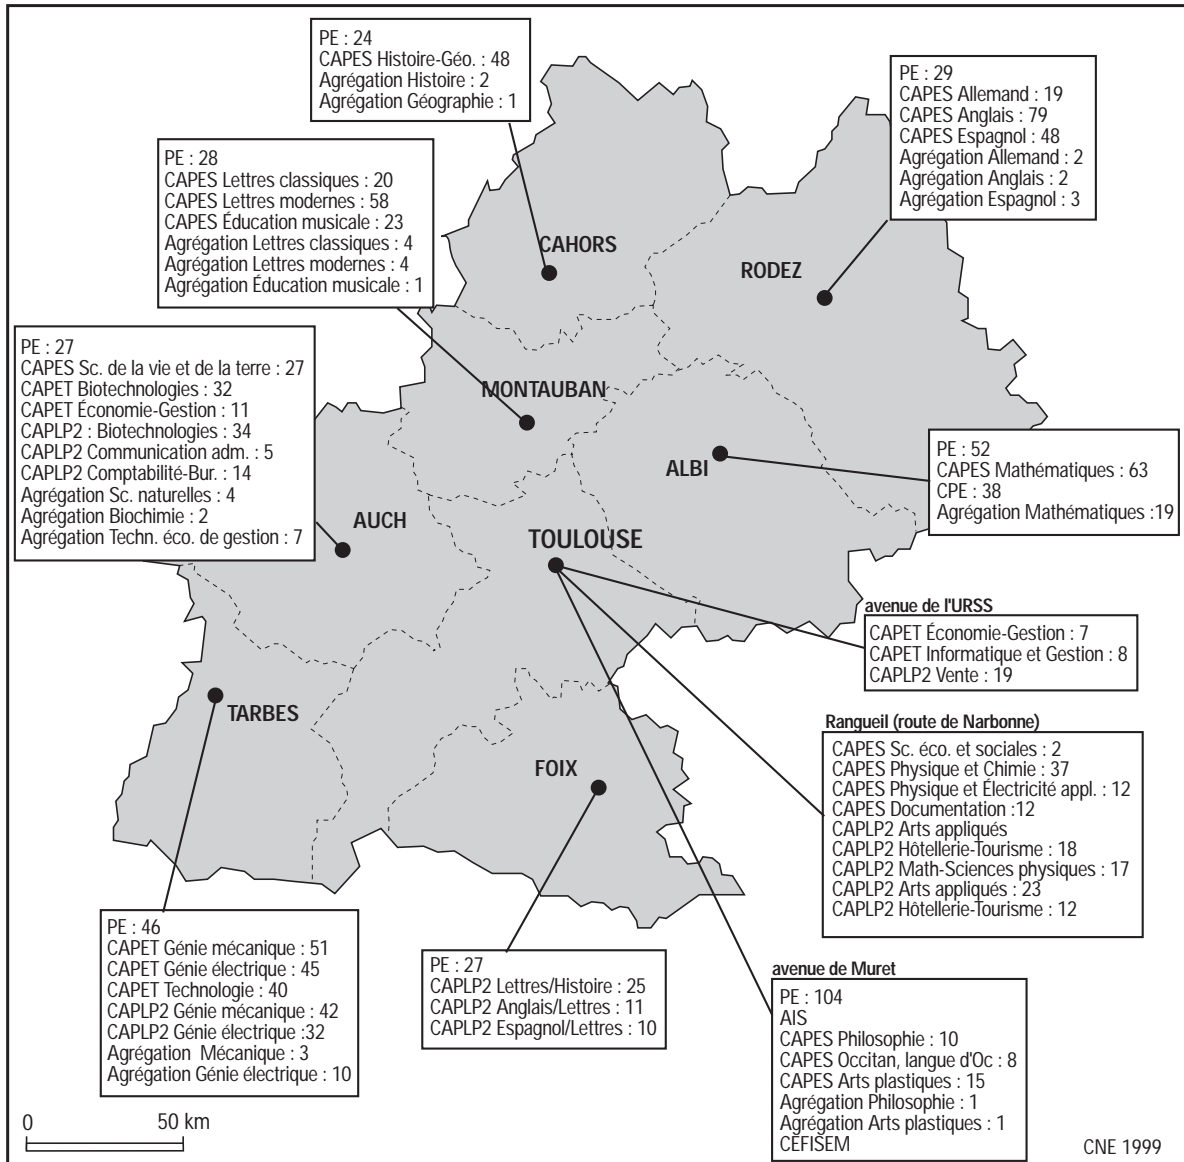 PE : 24
CAPES Histoire-Géo. : 48
Agrégation Histoire : 2
Agrégation Géographie : 1
PE : 29
CAPES Allemand : 19
CAPES Anglais : 79
CAPES Espagnol : 48
Agrégation Allemand : 2
Agrégation Anglais : 2
Agrégation Espagnol : 3
PE : 28
CAPES Lettres classiques : 20
CAPES Lettres modernes : 58
CAPES Éducation musicale : 23
Agrégation Lettres classiques : 4
Agrégation Lettres modernes : 4
Agrégation Éducation musicale : 1
CAHORS
RODEZ
PE : 27
CAPES Sc. de la vie et de la terre : 27
CAPET Biotechnologies : 32
CAPET Économie-Gestion : 11
CAPLP2 : Biotechnologies : 34
CAPLP2 Communication adm. : 5
CAPLP2 Comptabilité-Bur. : 14
Agrégation Sc. naturelles : 4
Agrégation Biochimie : 2
Agrégation Techn. éco. de gestion : 7
MONTAUBAN
ALBI
PE : 52
CAPES Mathématiques : 63
CPE : 38
Agrégation Mathématiques :19
AUCH
TOULOUSE
avenue de l'URSS
CAPET Économie-Gestion : 7
CAPET Informatique et Gestion : 8
CAPLP2 Vente : 19
TARBES
FOIX
Rangueil (route de Narbonne)
CAPES Sc. éco. et sociales : 2
CAPES Physique et Chimie : 37
CAPES Physique et Électricité appl. : 12
CAPES Documentation :12
CAPLP2 Arts appliqués
CAPLP2 Hôtellerie-Tourisme : 18
CAPLP2 Math-Sciences physiques : 17
CAPLP2 Arts appliqués : 23
CAPLP2 Hôtellerie-Tourisme : 12
PE : 46
CAPET Génie mécanique : 51
CAPET Génie électrique : 45
CAPET Technologie : 40
CAPLP2 Génie mécanique : 42
CAPLP2 Génie électrique :32
Agrégation Mécanique : 3
Agrégation Génie électrique : 10
PE : 27
CAPLP2 Lettres/Histoire : 25
CAPLP2 Anglais/Lettres : 11
CAPLP2 Espagnol/Lettres : 10
avenue de Muret
PE : 104
AIS
CAPES Philosophie : 10
CAPES Occitan, langue d'Oc : 8
CAPES Arts plastiques : 15
Agrégation Philosophie : 1
Agrégation Arts plastiques : 1
CEFISEM
0 50 km
CNE 1999